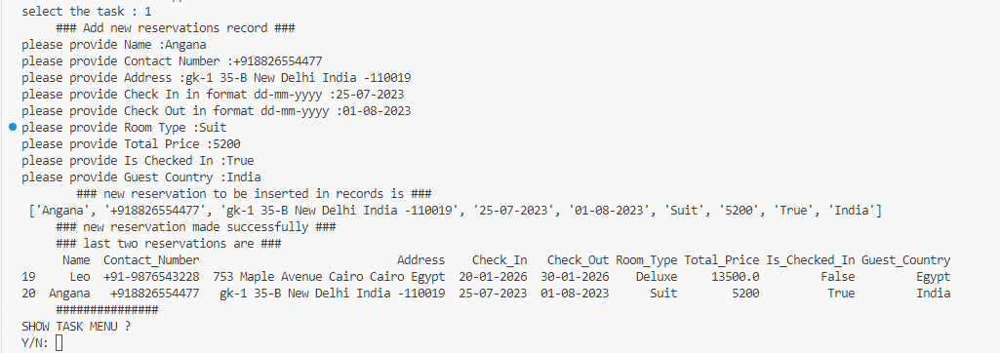 select the task : 1
### Add new reservations record ###
please provide Name :Angana
please provide Contact Number :+918826554477
please provide Address :gk-1 35-B New Delhi India -110019
please provide Check In in format dd-mm-yyyy :25-07-2023
please provide Check Out in format dd-mm-yyyy :01-08-2023
please provide Room Type :Suit
please provide Total Price :5200
please provide Is Checked In :True
please provide Guest Country :India
### new reservation to be inserted in records is ###
['Angana', '+918826554477', 'gk-1 35-B New Delhi India -110019', '25-07-2023', '01-08-2023', 'Suit', '5200', 'True', 'India']
### new reservation made successfully ###
### last two reservations are ###
Name Contact_Number Address Check_In Check_Out Room_Type Total_Price Is_Checked_In Guest_Country
19 Leo +91-9876543228 753 Maple Avenue Cairo Cairo Egypt 20-01-2026 30-01-2026 Deluxe 13500.0 False Egypt
20 Angana +918826554477 gk-1 35-B New Delhi India -110019 25-07-2023 01-08-2023 Suit 5200 True India
###############
SHOW TASK MENU ?
Y/N: